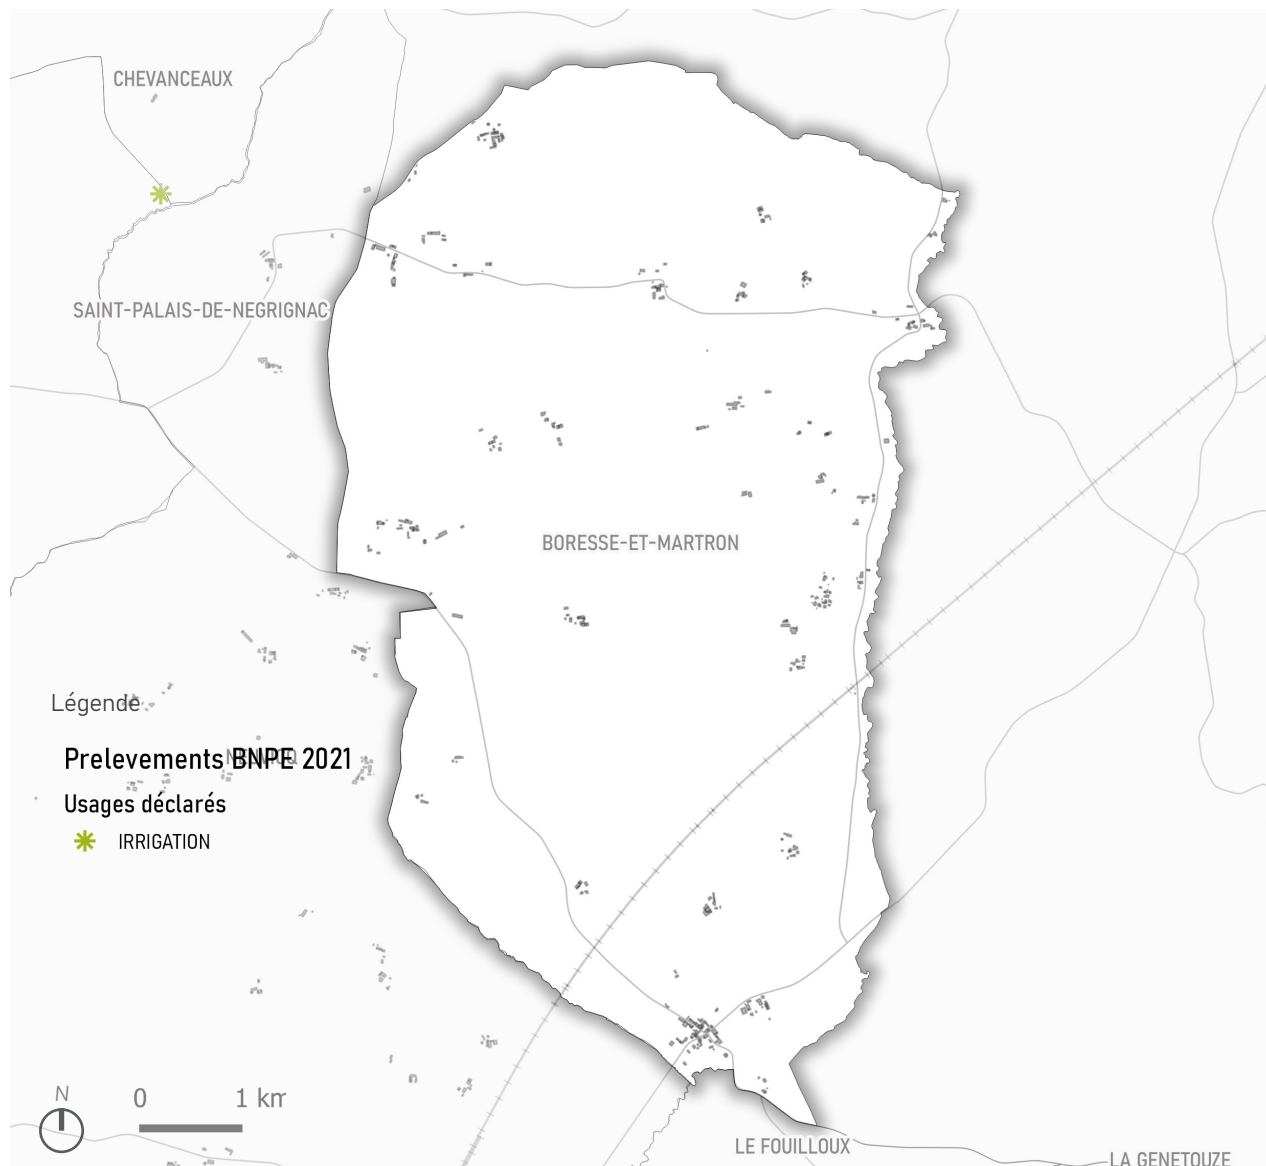 CHEVANCEAUX
SAINT-PALAIS-DE-NEGRIGNAC
BORESSE-ET-MARTRON
Légende
Prelevements BNPE 2021
Usages déclarés
IRRIGATION
N
0 1 km
LE FOUILLOUX
LA GENETOUZE